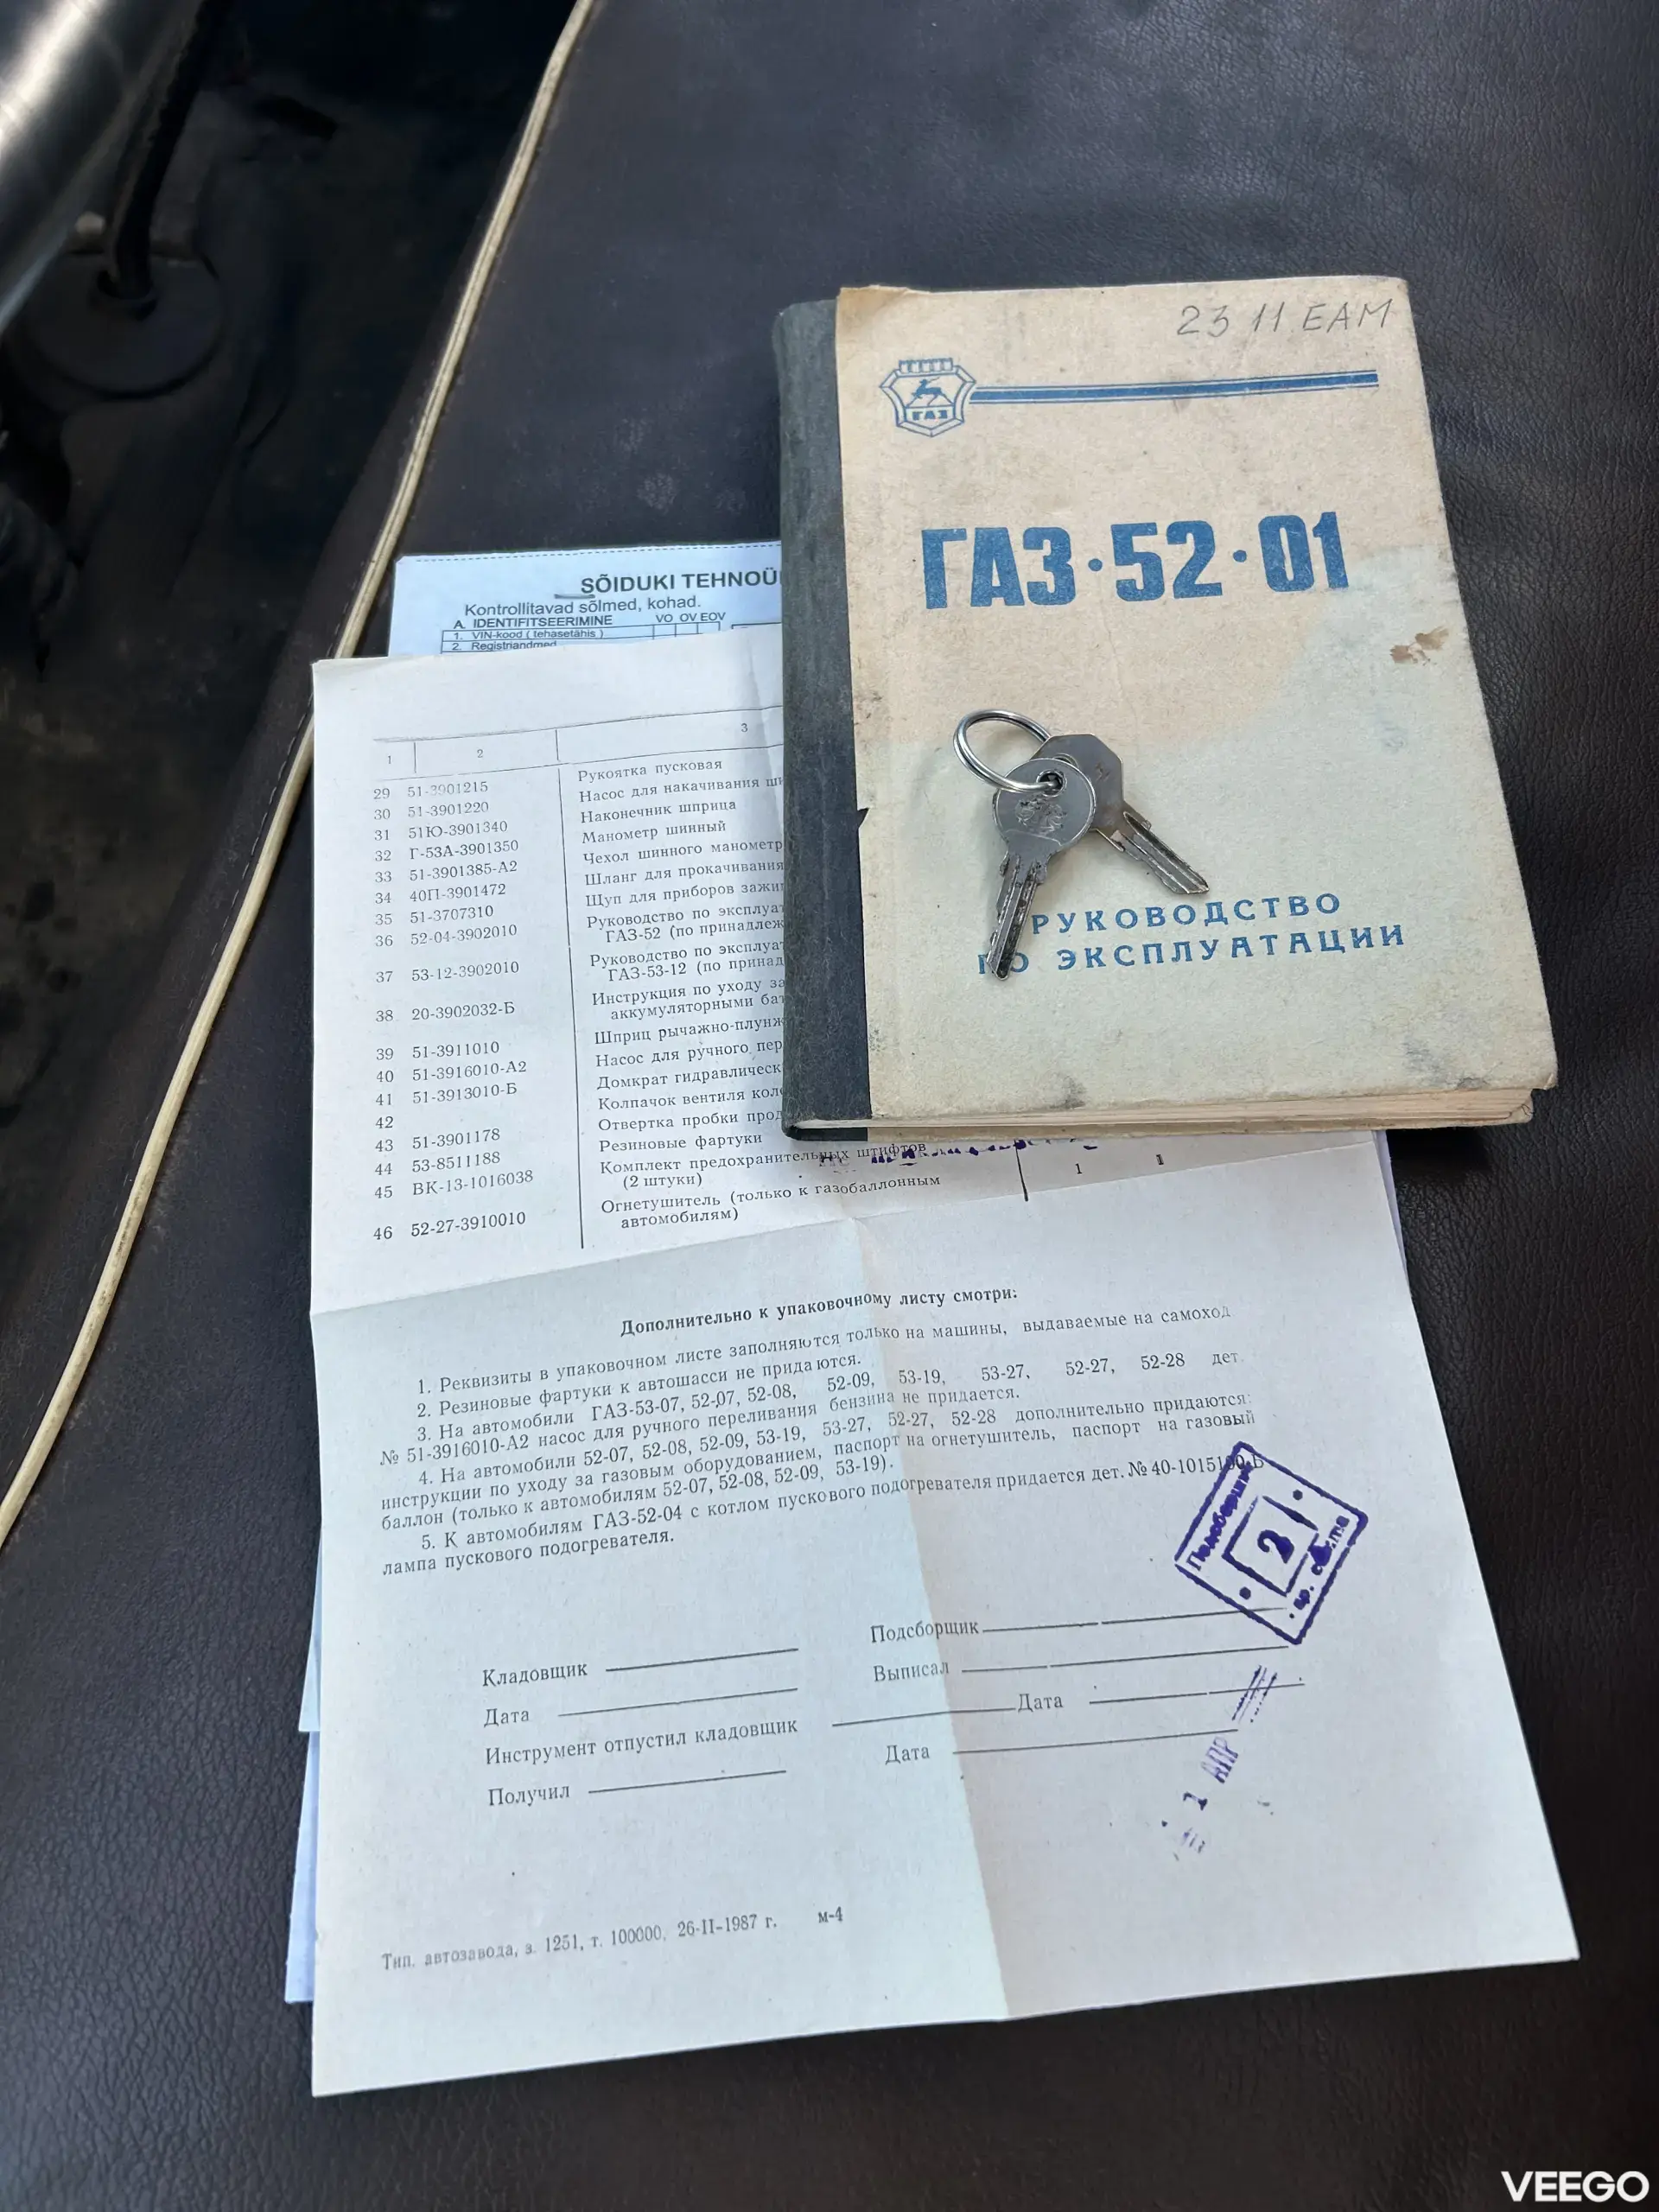 23 11 EAM
ГАЗ
ГАЗ·52·01
РУКОВОДСТВО
ПО ЭКСПЛУАТАЦИИ
SÕIDUKI TEHNOÜ
Kontrollitavad sõlmed, kohad.
A. IDENTIFITSEERIMINE VO OV EOV
1. VIN-kood ( tehasetähis )
2. Registriandmed
1 2 3
29 51-3901215 Рукоятка пусковая
30 51-3901220 Насос для накачивания ши
31 51Ю-3901340 Наконечник шприца
32 Г-53А-3901350 Манометр шинный
33 51-3901385-А2 Чехол шинного манометр
34 40П-3901472 Шланг для прокачивания
35 51-3707310 Щуп для приборов зажи
36 52-04-3902010 Руководство по эксплуат
ГАЗ-52 (по принадлеж
37 53-12-3902010 Руководство по эксплуат
ГАЗ-53-12 (по принад
38 20-3902032-Б Инструкция по уходу за
аккумуляторными бат
39 51-3911010 Шприц рычажно-плунж
40 51-3916010-А2 Насос для ручного пер
41 51-3913010-Б Домкрат гидравлическ
42 Колпачок вентиля кол
43 51-3901178 Отвертка пробки прод
44 53-8511188 Резиновые фартуки
45 ВК-13-1016038 Комплект предохранительных штифтов
(2 штуки) 1 1
46 52-27-3910010 Огнетушитель (только к газобаллонным
автомобилям)
Дополнительно к упаковочному листу смотри:
1. Реквизиты в упаковочном листе заполняются только на машины, выдаваемые на самоход
2. Резиновые фартуки к автошасси не придаются.
3. На автомобили ГАЗ-53-07, 52-07, 52-08, 52-09, 53-19, 53-27, 52-27, 52-28 дет.
№ 51-3916010-А2 насос для ручного переливания бензина не придается.
4. На автомобили 52-07, 52-08, 52-09, 53-19, 53-27, 52-27, 52-28 дополнительно придаются:
инструкции по уходу за газовым оборудованием, паспорт на огнетушитель, паспорт на газовый
баллон (только к автомобилям 52-07, 52-08, 52-09, 53-19).
5. К автомобилям ГАЗ-52-04 с котлом пускового подогревателя придается дет. № 40-1015190-Б
лампа пускового подогревателя.
Подсборщик
2
Кладовщик Подсборщик
Дата Выписал
Дата
Инструмент отпустил кладовщик
Получил Дата
1 АПР
Тип. автозавода, з. 1251, т. 100000, 26-II-1987 г. м-4
VEEGO